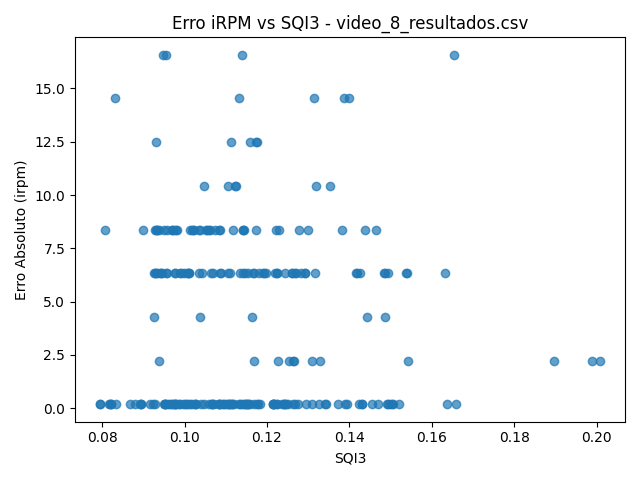 Erro iRPM vs SQI3 - video_8_resultados.csv
Erro Absoluto (irpm)
15.0
12.5
10.0
7.5
5.0
2.5
0.0
0.08 0.10 0.12 0.14 0.16 0.18 0.20
SQI3